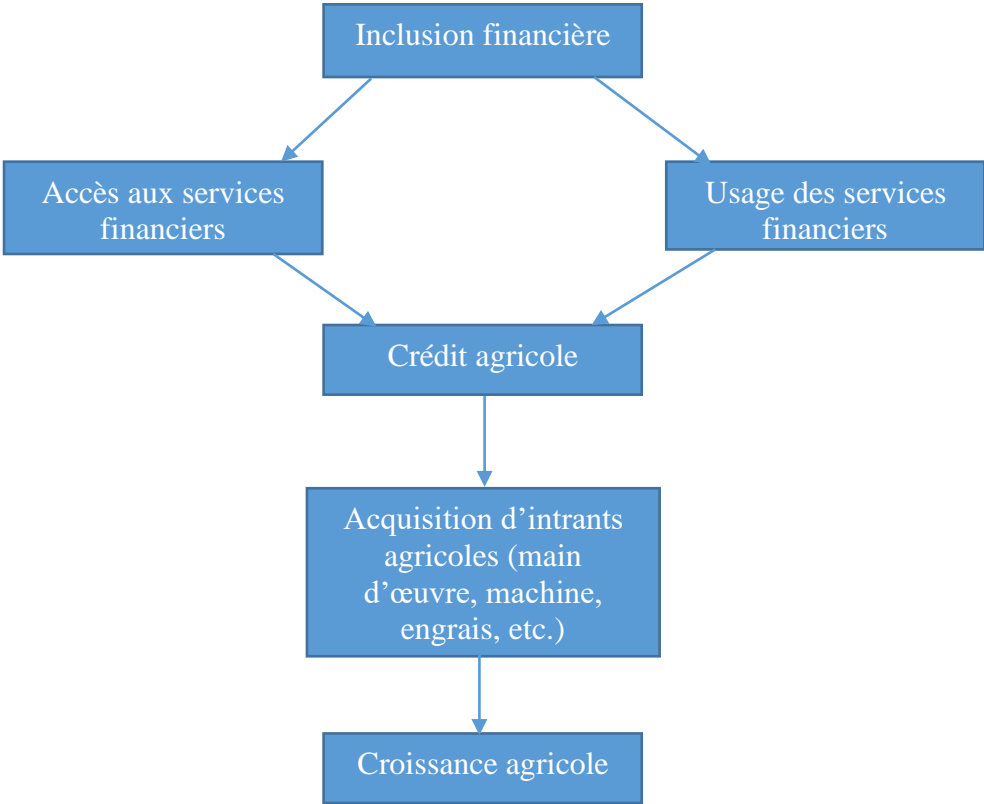 Inclusion financière
Accès aux services
financiers
Usage des services
financiers
Crédit agricole
Acquisition d’intrants
agricoles (main
d’œuvre, machine,
engrais, etc.)
Croissance agricole